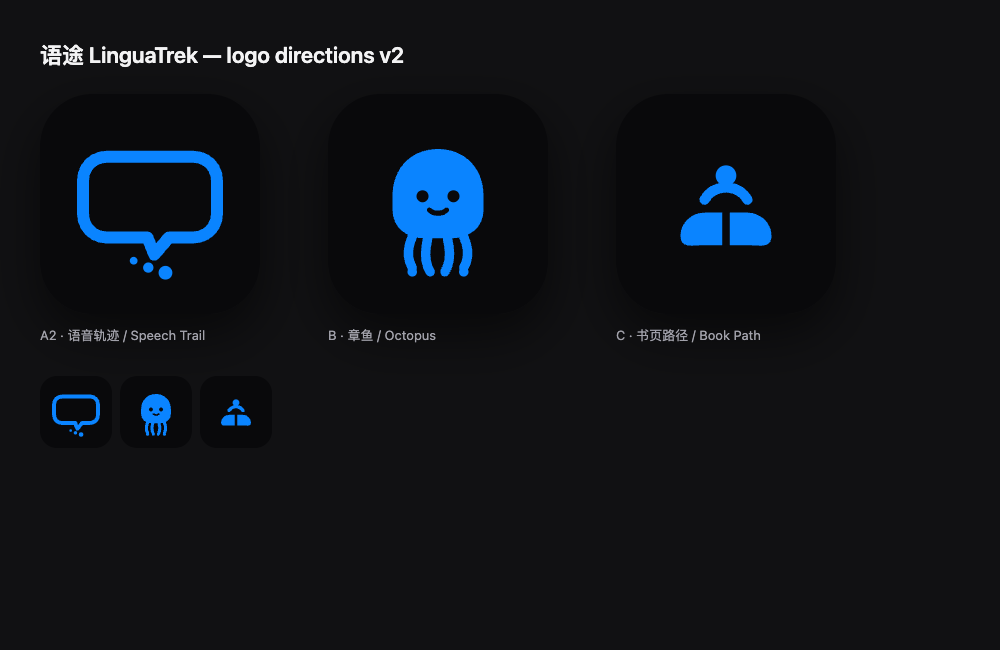 语途 LinguaTrek — logo directions v2
A2 · 语音轨迹 / Speech Trail
B · 章鱼 / Octopus
C · 书页路径 / Book Path